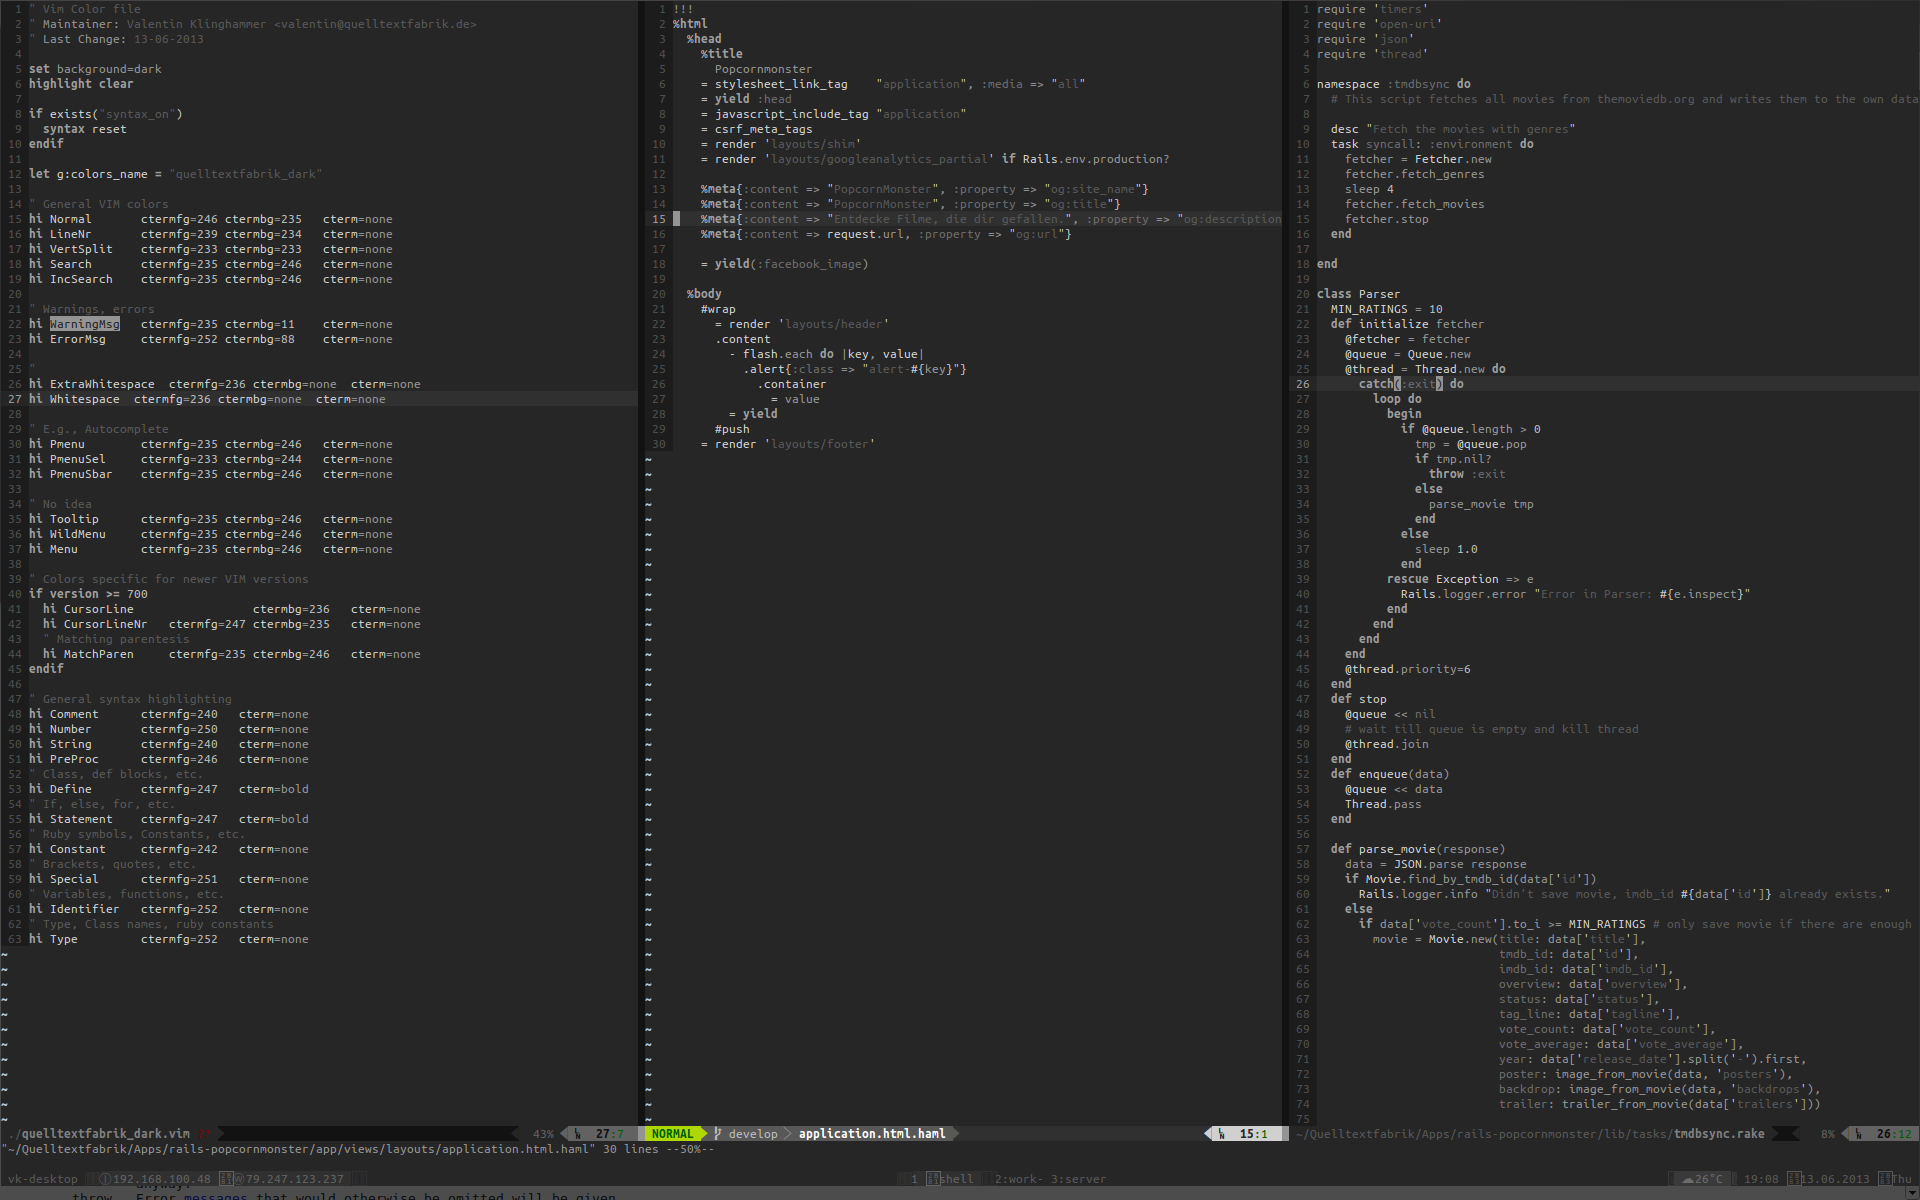 1 " Vim Color file
2 " Maintainer: Valentin Klinghammer <valentin@quelltextfabrik.de>
3 " Last Change: 13-06-2013
4
5 set background=dark
6 highlight clear
7
8 if exists("syntax_on")
9   syntax reset
10 endif
11
12 let g:colors_name = "quelltextfabrik_dark"
13
14 " General VIM colors
15 hi Normal       ctermfg=246 ctermbg=235   cterm=none
16 hi LineNr       ctermfg=239 ctermbg=234   cterm=none
17 hi VertSplit    ctermfg=233 ctermbg=233   cterm=none
18 hi Search       ctermfg=235 ctermbg=246   cterm=none
19 hi IncSearch    ctermfg=235 ctermbg=246   cterm=none
20
21 " Warnings, errors
22 hi WarningMsg   ctermfg=235 ctermbg=11    cterm=none
23 hi ErrorMsg     ctermfg=252 ctermbg=88    cterm=none
24
25 "
26 hi ExtraWhitespace  ctermfg=236 ctermbg=none  cterm=none
27 hi Whitespace  ctermfg=236 ctermbg=none  cterm=none
28
29 " E.g., Autocomplete
30 hi Pmenu        ctermfg=235 ctermbg=246   cterm=none
31 hi PmenuSel     ctermfg=233 ctermbg=244   cterm=none
32 hi PmenuSbar    ctermfg=235 ctermbg=246   cterm=none
33
34 " No idea
35 hi Tooltip      ctermfg=235 ctermbg=246   cterm=none
36 hi WildMenu     ctermfg=235 ctermbg=246   cterm=none
37 hi Menu         ctermfg=235 ctermbg=246   cterm=none
38
39 " Colors specific for newer VIM versions
40 if version >= 700
41   hi CursorLine                 ctermbg=236   cterm=none
42   hi CursorLineNr   ctermfg=247 ctermbg=235   cterm=none
43   " Matching parentesis
44   hi MatchParen     ctermfg=235 ctermbg=246   cterm=none
45 endif
46
47 " General syntax highlighting
48 hi Comment      ctermfg=240   cterm=none
49 hi Number       ctermfg=250   cterm=none
50 hi String       ctermfg=240   cterm=none
51 hi PreProc      ctermfg=246   cterm=none
52 " Class, def blocks, etc.
53 hi Define       ctermfg=247   cterm=bold
54 " If, else, for, etc.
55 hi Statement    ctermfg=247   cterm=bold
56 " Ruby symbols, Constants, etc.
57 hi Constant     ctermfg=242   cterm=none
58 " Brackets, quotes, etc.
59 hi Special      ctermfg=251   cterm=none
60 " Variables, functions, etc.
61 hi Identifier   ctermfg=252   cterm=none
62 " Type, Class names, ruby constants
63 hi Type         ctermfg=252   cterm=none
./quelltextfabrik_dark.vim 43% 27:7
1 !!!
2 %html
3   %head
4     %title
5       Popcornmonster
6     = stylesheet_link_tag    "application", :media => "all"
7     = yield :head
8     = javascript_include_tag "application"
9     = csrf_meta_tags
10     = render 'layouts/shim'
11     = render 'layouts/googleanalytics_partial' if Rails.env.production?
12
13     %meta{:content => "PopcornMonster", :property => "og:site_name"}
14     %meta{:content => "PopcornMonster", :property => "og:title"}
15     %meta{:content => "Entdecke Filme, die dir gefallen.", :property => "og:description
16     %meta{:content => request.url, :property => "og:url"}
17
18     = yield(:facebook_image)
19
20   %body
21     #wrap
22       = render 'layouts/header'
23       .content
24         - flash.each do |key, value|
25           .alert{:class => "alert-#{key}"}
26             .container
27               = value
28         = yield
29       #push
30     = render 'layouts/footer'
NORMAL develop application.html.haml 15:1
1 require 'timers'
2 require 'open-uri'
3 require 'json'
4 require 'thread'
5
6 namespace :tmdbsync do
7   # This script fetches all movies from themoviedb.org and writes them to the own data
8
9   desc "Fetch the movies with genres"
10   task syncall: :environment do
11     fetcher = Fetcher.new
12     fetcher.fetch_genres
13     sleep 4
14     fetcher.fetch_movies
15     fetcher.stop
16   end
17
18 end
19
20 class Parser
21   MIN_RATINGS = 10
22   def initialize fetcher
23     @fetcher = fetcher
24     @queue = Queue.new
25     @thread = Thread.new do
26       catch(:exit) do
27         loop do
28           begin
29             if @queue.length > 0
30               tmp = @queue.pop
31               if tmp.nil?
32                 throw :exit
33               else
34                 parse_movie tmp
35               end
36             else
37               sleep 1.0
38             end
39           rescue Exception => e
40             Rails.logger.error "Error in Parser: #{e.inspect}"
41           end
42         end
43       end
44     end
45     @thread.priority=6
46   end
47   def stop
48     @queue << nil
49     # wait till queue is empty and kill thread
50     @thread.join
51   end
52   def enqueue(data)
53     @queue << data
54     Thread.pass
55   end
56
57   def parse_movie(response)
58     data = JSON.parse response
59     if Movie.find_by_tmdb_id(data['id'])
60       Rails.logger.info "Didn't save movie, imdb_id #{data['id']} already exists."
61     else
62       if data['vote_count'].to_i >= MIN_RATINGS # only save movie if there are enough
63         movie = Movie.new(title: data['title'],
64                           tmdb_id: data['id'],
65                           imdb_id: data['imdb_id'],
66                           overview: data['overview'],
67                           status: data['status'],
68                           tag_line: data['tagline'],
69                           vote_count: data['vote_count'],
70                           vote_average: data['vote_average'],
71                           year: data['release_date'].split('-').first,
72                           poster: image_from_movie(data, 'posters'),
73                           backdrop: image_from_movie(data, 'backdrops'),
74                           trailer: trailer_from_movie(data['trailers']))
75
~/Quelltextfabrik/Apps/rails-popcornmonster/lib/tasks/tmdbsync.rake 8% 26:12
"~/Quelltextfabrik/Apps/rails-popcornmonster/app/views/layouts/application.html.haml" 30 lines --50%--
vk-desktop 192.168.100.48 79.247.123.237 1 shell 2:work- 3:server 26°C 19:08 13.06.2013 Thu
throw. Error messages that would otherwise be omitted will be given